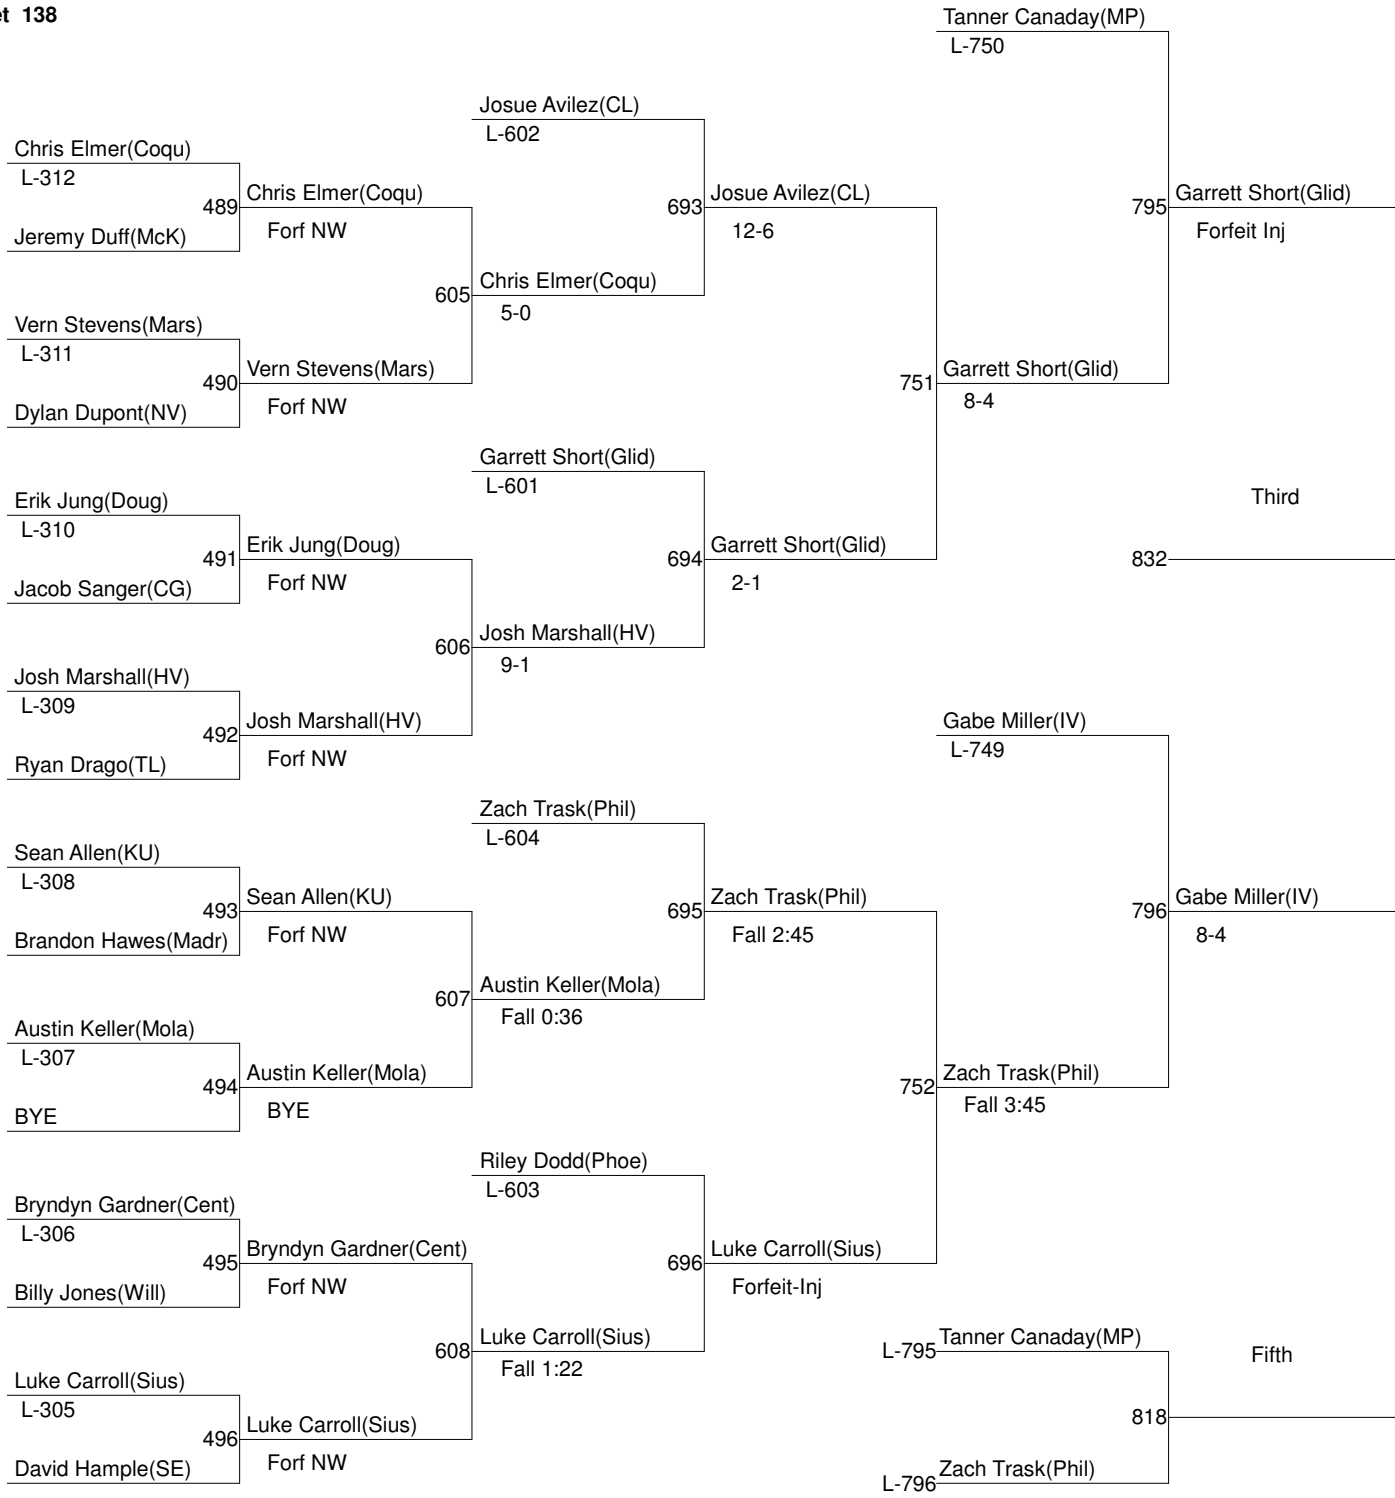 t 138
Tanner Canaday(MP)
L-750
Josue Avilez(CL)
L-602
Chris Elmer(Coqu)
L-312
489
Chris Elmer(Coqu)
Forf NW
693
Josue Avilez(CL)
12-6
795
Garrett Short(Glid)
Forfeit Inj
Jeremy Duff(McK)
605
Chris Elmer(Coqu)
5-0
Vern Stevens(Mars)
L-311
490
Vern Stevens(Mars)
Forf NW
751
Garrett Short(Glid)
8-4
Dylan Dupont(NV)
Garrett Short(Glid)
L-601
Erik Jung(Doug)
L-310
Third
491
Erik Jung(Doug)
Forf NW
694
Garrett Short(Glid)
2-1
832
Jacob Sanger(CG)
606
Josh Marshall(HV)
9-1
Josh Marshall(HV)
L-309
492
Josh Marshall(HV)
Forf NW
Gabe Miller(IV)
L-749
Ryan Drago(TL)
Zach Trask(Phil)
L-604
Sean Allen(KU)
L-308
493
Sean Allen(KU)
Forf NW
695
Zach Trask(Phil)
Fall 2:45
796
Gabe Miller(IV)
8-4
Brandon Hawes(Madr)
607
Austin Keller(Mola)
Fall 0:36
Austin Keller(Mola)
L-307
494
Austin Keller(Mola)
BYE
752
Zach Trask(Phil)
Fall 3:45
BYE
Riley Dodd(Phoe)
L-603
Bryndyn Gardner(Cent)
L-306
495
Bryndyn Gardner(Cent)
Forf NW
696
Luke Carroll(Sius)
Forfeit-Inj
Billy Jones(Will)
608
Luke Carroll(Sius)
Fall 1:22
L-795
Tanner Canaday(MP)
Fifth
Luke Carroll(Sius)
L-305
496
Luke Carroll(Sius)
Forf NW
818
David Hample(SE)
L-796
Zach Trask(Phil)